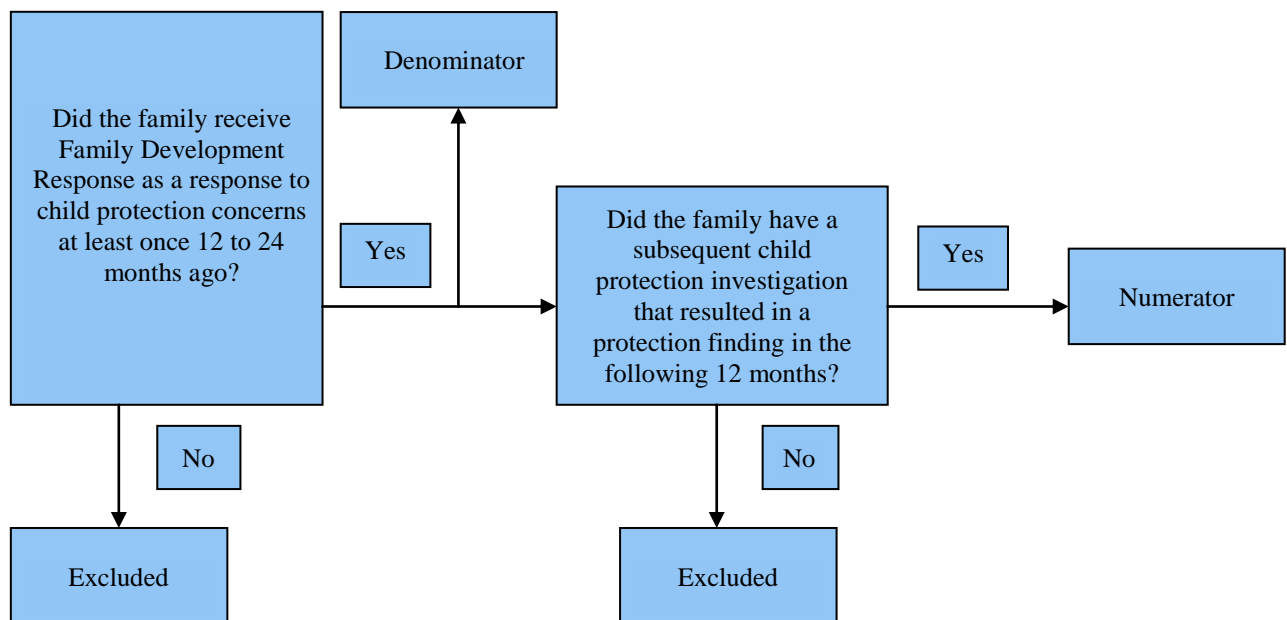 Did the family receive
Family Development
Response as a response to
child protection concerns
at least once 12 to 24
months ago?
Denominator
Yes
Did the family have a
subsequent child
protection investigation
that resulted in a
protection finding in the
following 12 months?
Yes
Numerator
No
No
Excluded
Excluded